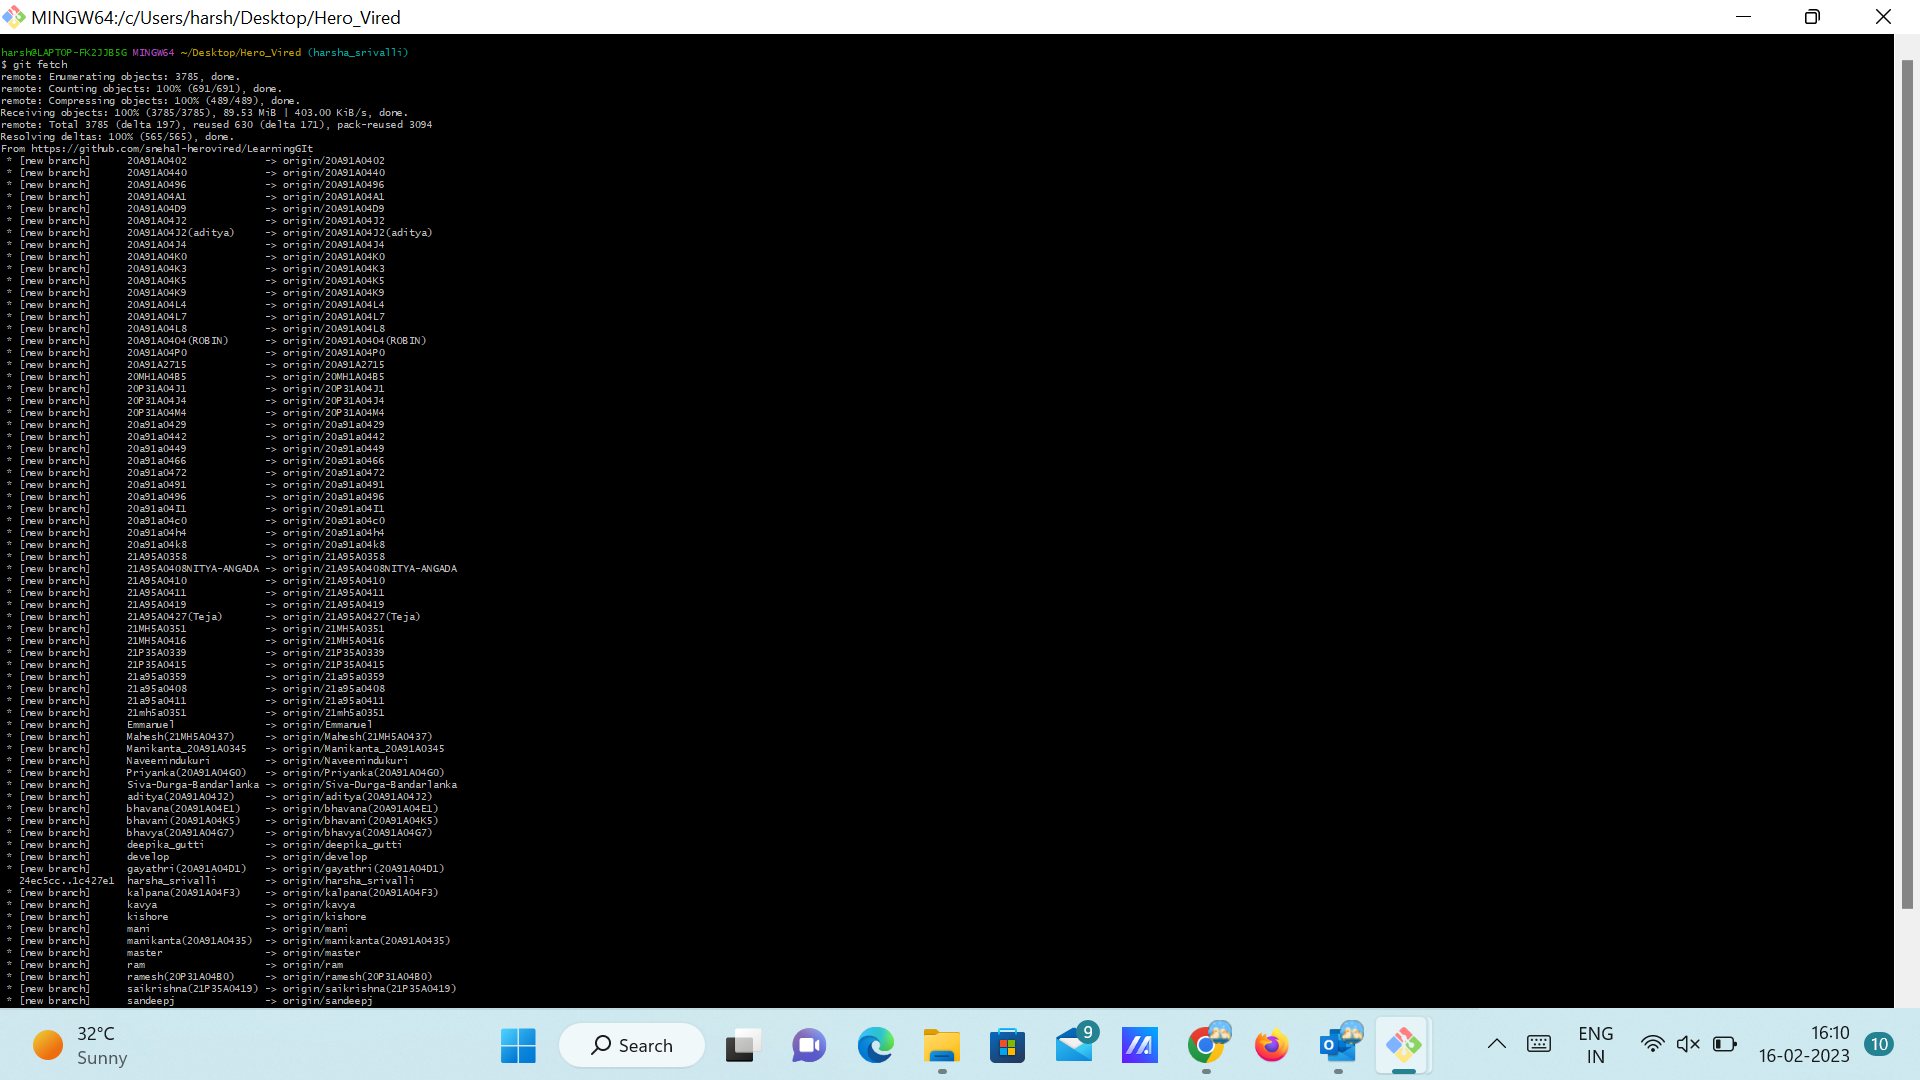 MINGW64:/c/Users/harsh/Desktop/Hero_Vired
harsh@LAPTOP-FK2JJB5G MINGW64 ~/Desktop/Hero_Vired (harsha_srivalli)
$ git fetch
remote: Enumerating objects: 3785, done.
remote: Counting objects: 100% (691/691), done.
remote: Compressing objects: 100% (489/489), done.
Receiving objects: 100% (3785/3785), 89.53 MiB | 403.00 KiB/s, done.
remote: Total 3785 (delta 197), reused 630 (delta 171), pack-reused 3094
Resolving deltas: 100% (565/565), done.
From https://github.com/snehal-herovired/LearningGIt
 * [new branch]      20A91A0402             -> origin/20A91A0402
 * [new branch]      20A91A0440             -> origin/20A91A0440
 * [new branch]      20A91A0496             -> origin/20A91A0496
 * [new branch]      20A91A04A1             -> origin/20A91A04A1
 * [new branch]      20A91A04D9             -> origin/20A91A04D9
 * [new branch]      20A91A04J2             -> origin/20A91A04J2
 * [new branch]      20A91A04J2(aditya)     -> origin/20A91A04J2(aditya)
 * [new branch]      20A91A04J4             -> origin/20A91A04J4
 * [new branch]      20A91A04K0             -> origin/20A91A04K0
 * [new branch]      20A91A04K3             -> origin/20A91A04K3
 * [new branch]      20A91A04K5             -> origin/20A91A04K5
 * [new branch]      20A91A04K9             -> origin/20A91A04K9
 * [new branch]      20A91A04L4             -> origin/20A91A04L4
 * [new branch]      20A91A04L7             -> origin/20A91A04L7
 * [new branch]      20A91A04L8             -> origin/20A91A04L8
 * [new branch]      20A91A04O4(ROBIN)      -> origin/20A91A04O4(ROBIN)
 * [new branch]      20A91A04P0             -> origin/20A91A04P0
 * [new branch]      20A91A2715             -> origin/20A91A2715
 * [new branch]      20MH1A04B5             -> origin/20MH1A04B5
 * [new branch]      20P31A04J1             -> origin/20P31A04J1
 * [new branch]      20P31A04J4             -> origin/20P31A04J4
 * [new branch]      20P31A04M4             -> origin/20P31A04M4
 * [new branch]      20a91a0429             -> origin/20a91a0429
 * [new branch]      20a91a0442             -> origin/20a91a0442
 * [new branch]      20a91a0449             -> origin/20a91a0449
 * [new branch]      20a91a0466             -> origin/20a91a0466
 * [new branch]      20a91a0472             -> origin/20a91a0472
 * [new branch]      20a91a0491             -> origin/20a91a0491
 * [new branch]      20a91a0496             -> origin/20a91a0496
 * [new branch]      20a91a04I1             -> origin/20a91a04I1
 * [new branch]      20a91a04c0             -> origin/20a91a04c0
 * [new branch]      20a91a04h4             -> origin/20a91a04h4
 * [new branch]      20a91a04k8             -> origin/20a91a04k8
 * [new branch]      21A95A0358             -> origin/21A95A0358
 * [new branch]      21A95A0408NITYA-ANGADA -> origin/21A95A0408NITYA-ANGADA
 * [new branch]      21A95A0410             -> origin/21A95A0410
 * [new branch]      21A95A0411             -> origin/21A95A0411
 * [new branch]      21A95A0419             -> origin/21A95A0419
 * [new branch]      21A95A0427(Teja)       -> origin/21A95A0427(Teja)
 * [new branch]      21MH5A0351             -> origin/21MH5A0351
 * [new branch]      21MH5A0416             -> origin/21MH5A0416
 * [new branch]      21P35A0339             -> origin/21P35A0339
 * [new branch]      21P35A0415             -> origin/21P35A0415
 * [new branch]      21a95a0359             -> origin/21a95a0359
 * [new branch]      21a95a0408             -> origin/21a95a0408
 * [new branch]      21a95a0411             -> origin/21a95a0411
 * [new branch]      21mh5a0351             -> origin/21mh5a0351
 * [new branch]      Emmanuel               -> origin/Emmanuel
 * [new branch]      Mahesh(21MH5A0437)     -> origin/Mahesh(21MH5A0437)
 * [new branch]      Manikanta_20A91A0345   -> origin/Manikanta_20A91A0345
 * [new branch]      Naveenindukuri         -> origin/Naveenindukuri
 * [new branch]      Priyanka(20A91A04G0)   -> origin/Priyanka(20A91A04G0)
 * [new branch]      Siva-Durga-Bandarlanka -> origin/Siva-Durga-Bandarlanka
 * [new branch]      aditya(20A91A04J2)     -> origin/aditya(20A91A04J2)
 * [new branch]      bhavana(20A91A04E1)    -> origin/bhavana(20A91A04E1)
 * [new branch]      bhavani(20A91A04K5)    -> origin/bhavani(20A91A04K5)
 * [new branch]      bhavya(20A91A04G7)     -> origin/bhavya(20A91A04G7)
 * [new branch]      deepika_gutti          -> origin/deepika_gutti
 * [new branch]      develop                -> origin/develop
 * [new branch]      gayathri(20A91A04D1)   -> origin/gayathri(20A91A04D1)
   24ec5cc..1c427e1  harsha_srivalli        -> origin/harsha_srivalli
 * [new branch]      kalpana(20A91A04F3)    -> origin/kalpana(20A91A04F3)
 * [new branch]      kavya                  -> origin/kavya
 * [new branch]      kishore                -> origin/kishore
 * [new branch]      mani                   -> origin/mani
 * [new branch]      manikanta(20A91A0435)  -> origin/manikanta(20A91A0435)
 * [new branch]      master                 -> origin/master
 * [new branch]      ram                    -> origin/ram
 * [new branch]      ramesh(20P31A04B0)     -> origin/ramesh(20P31A04B0)
 * [new branch]      saikrishna(21P35A0419) -> origin/saikrishna(21P35A0419)
 * [new branch]      sandeepj               -> origin/sandeepj
32°C
Sunny
Search
9
ENG
IN
16:10
16-02-2023
10